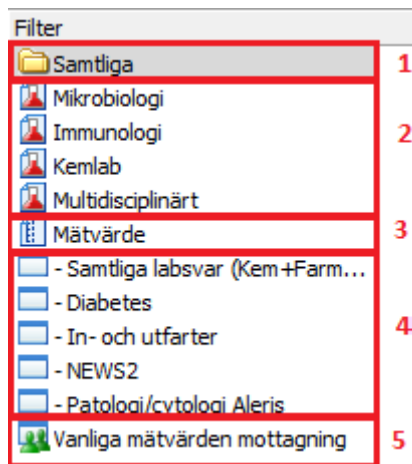 Filter
Samtliga 1
Mikrobiologi
Immunologi 2
Kemlab
Multidisciplinärt
Mätvärde 3
- Samtliga labsvar (Kem+Farm...
- Diabetes
- In- och utfarter 4
- NEWS2
- Patologi/cytologi Aleris
Vanliga mätvärden mottagning 5